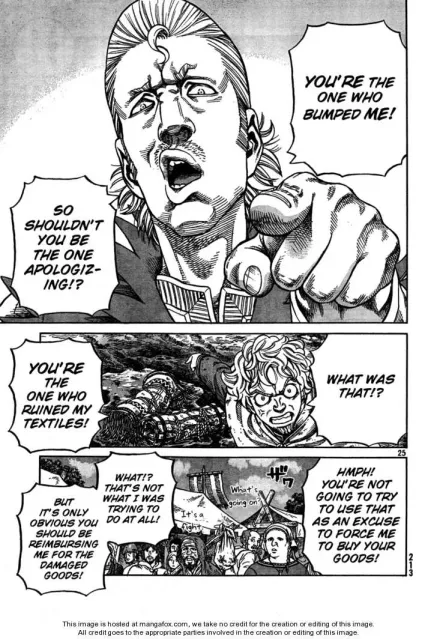 YOU'RE THE
ONE WHO
BUMPED ME!
SO
SHOULDN'T
YOU BE
THE ONE
APOLOGIZ-
ING!?
WHAT WAS
THAT!?
YOU'RE
THE
ONE WHO
RUINED MY
TEXTILES!
25
HMPH!
YOU'RE NOT
GOING TO TRY
TO USE THAT
AS AN EXCUSE
TO FORCE ME
TO BUY YOUR
GOODS!
ザワ
What's
going on?
It's a
fight!
WHAT!?
THAT'S NOT
WHAT I WAS
TRYING TO
DO AT ALL!
BUT
IT'S ONLY
OBVIOUS YOU
SHOULD BE
REIMBURSING
ME FOR THE
DAMAGED
GOODS!
213
This image is hosted at mangafox.com, we take no credit for the creation or editing of this image.
All credit goes to the appropriate parties involved in the creation or editing of this image.